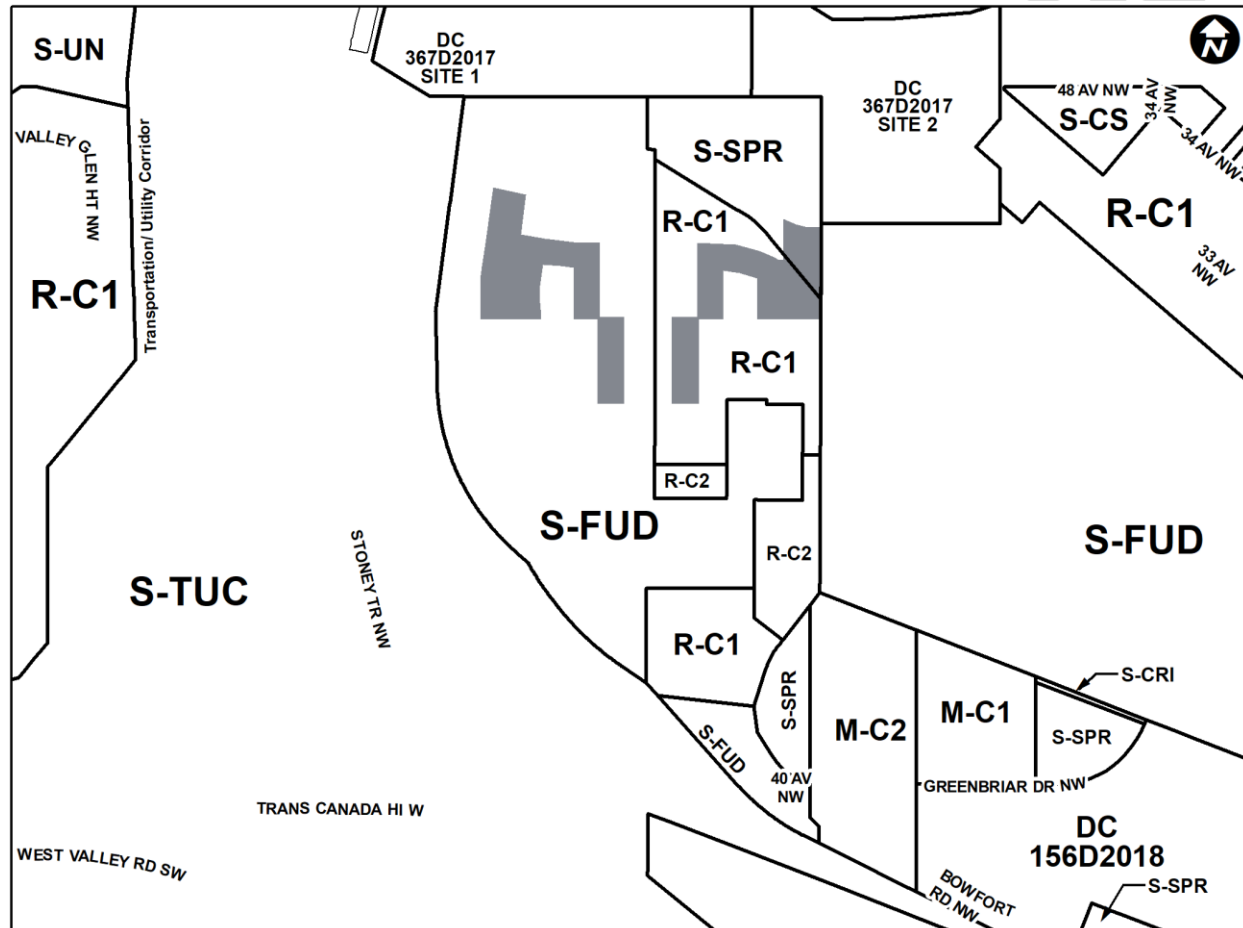 S-UN
DC
367D2017
SITE 1
N
DC
367D2017
SITE 2
48 AV NW
34 AV
NW
S-CS
34 AV NW
VALLEY GLEN HT NW
Transportation/ Utility Corridor
S-SPR
R-C1
R-C1
33 AV
NW
R-C1
R-C1
R-C2
S-FUD
R-C2
S-FUD
STONEY TR NW
S-TUC
R-C1
S-SPR
S-CRI
M-C2
M-C1
S-SPR
S-FUD
40 AV
NW
GREENBRIAR DR NW
TRANS CANADA HI W
DC
156D2018
WEST VALLEY RD SW
BOWFORT
RD NW
S-SPR